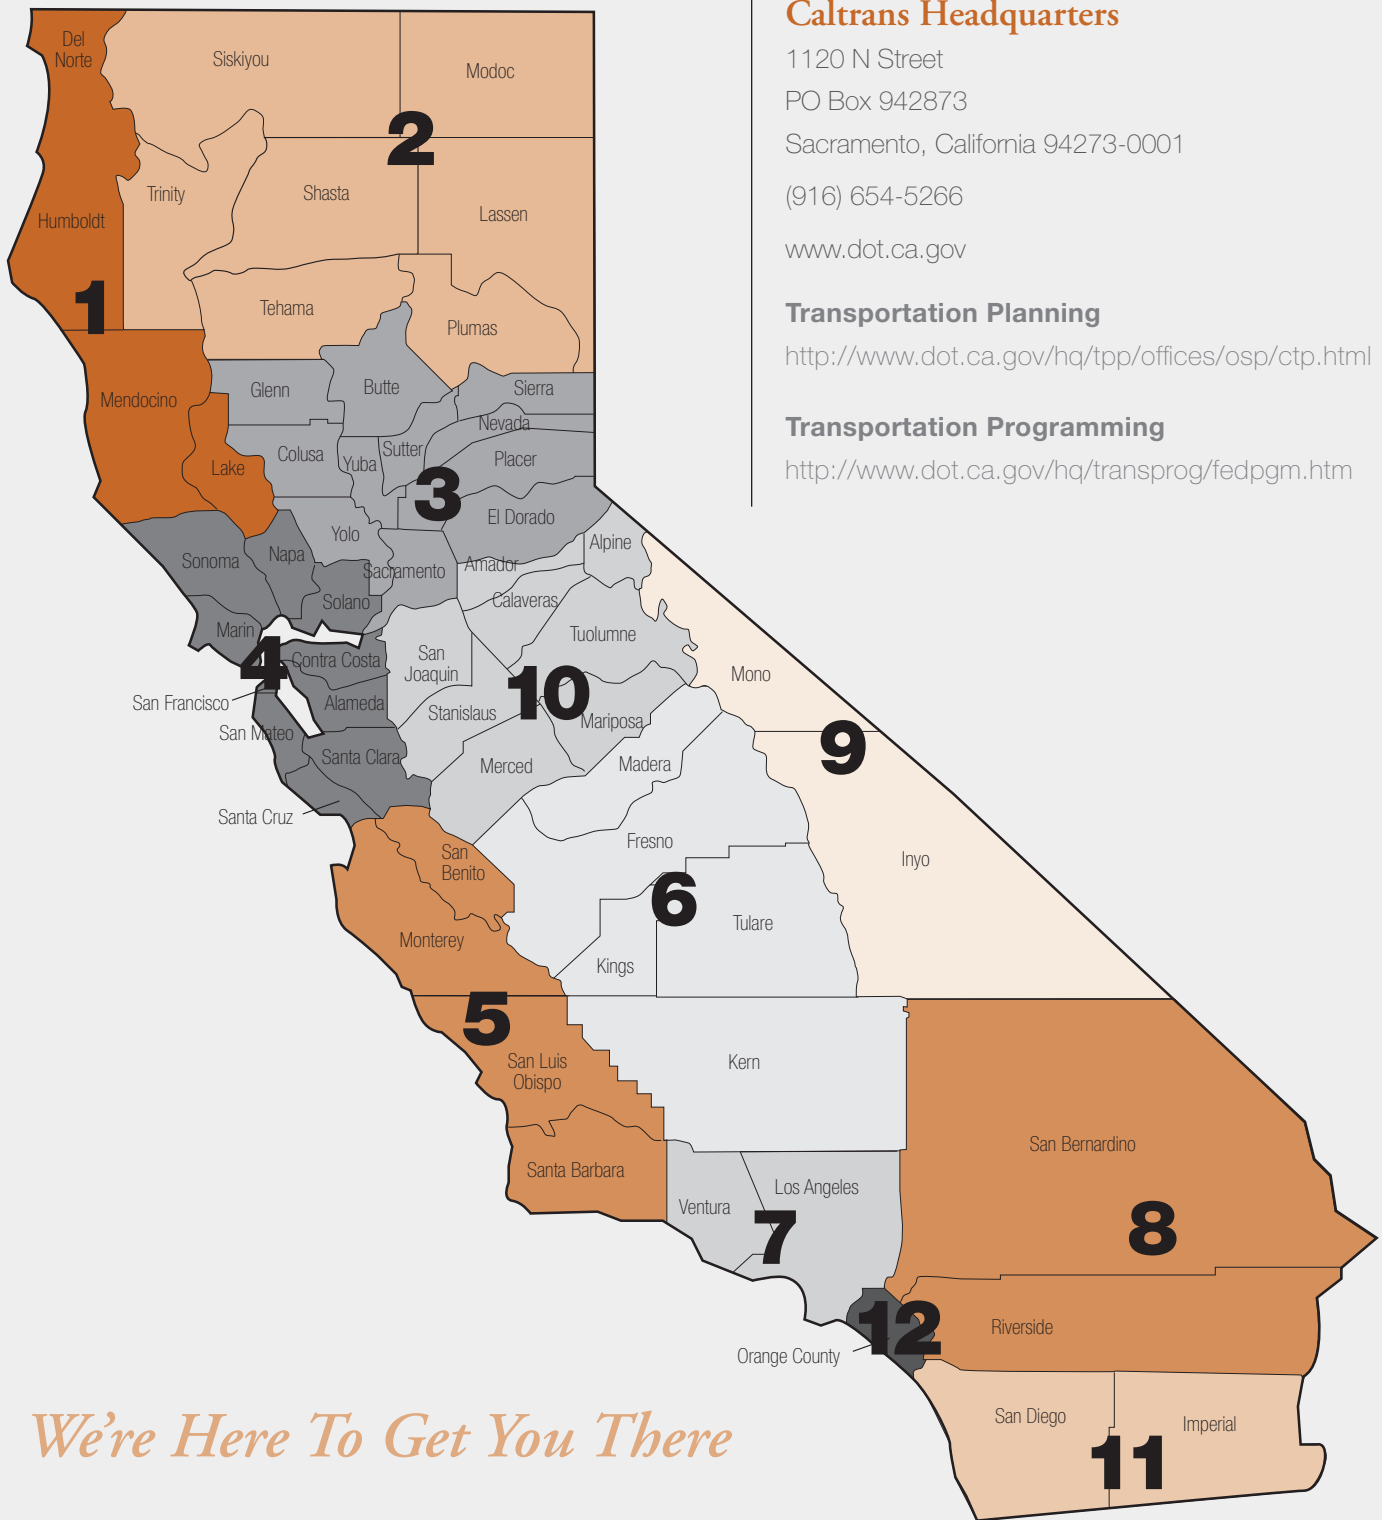 Caltrans Headquarters
1120 N Street
PO Box 942873
Sacramento, California 94273-0001
(916) 654-5266
www.dot.ca.gov
Transportation Planning
http://www.dot.ca.gov/hq/tpp/offices/osp/ctp.html
Transportation Programming
http://www.dot.ca.gov/hq/transprog/fedpgm.htm
Del
Norte
Siskiyou
Modoc
2
Trinity
Shasta
Lassen
Humboldt
1
Tehama
Plumas
Mendocino
Glenn
Butte
Sierra
Nevada
Lake
Colusa
Yuba
Sutter
Placer
3
El Dorado
Yolo
Sonoma
Napa
Sacramento
Amador
Alpine
Solano
Calaveras
Marin
4
Contra Costa
San
Joaquin
Tuolumne
Mono
San Francisco
Alameda
Stanislaus
10
Mariposa
San Mateo
Santa Clara
Merced
Madera
9
Santa Cruz
San
Benito
Fresno
Inyo
6
Monterey
Kings
Tulare
5
San Luis
Obispo
Kern
San Bernardino
Santa Barbara
Ventura
Los Angeles
7
8
12
Orange County
Riverside
San Diego
Imperial
11
We’re Here To Get You There